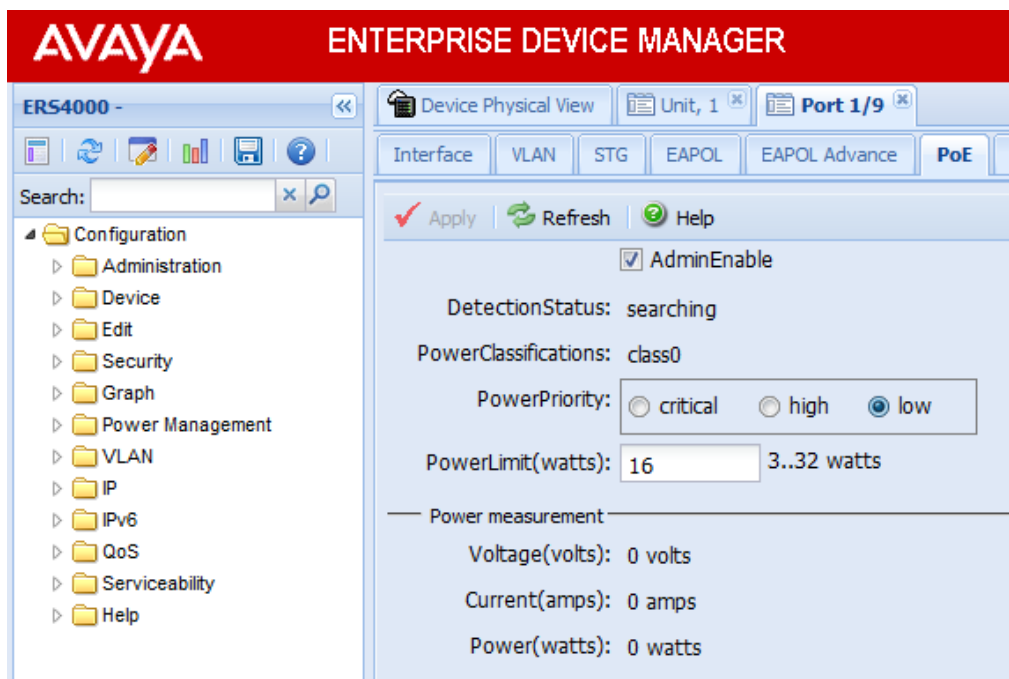 AVAYA ENTERPRISE DEVICE MANAGER
ERS4000 -
Device Physical View Unit, 1 Port 1/9
Interface VLAN STG EAPOL EAPOL Advance PoE
Search:
Apply Refresh Help
Configuration
Administration
Device
Edit
Security
Graph
Power Management
VLAN
IP
IPv6
QoS
Serviceability
Help
AdminEnable
DetectionStatus: searching
PowerClassifications: class0
PowerPriority: critical high low
PowerLimit(watts): 16 3..32 watts
Power measurement
Voltage(volts): 0 volts
Current(amps): 0 amps
Power(watts): 0 watts